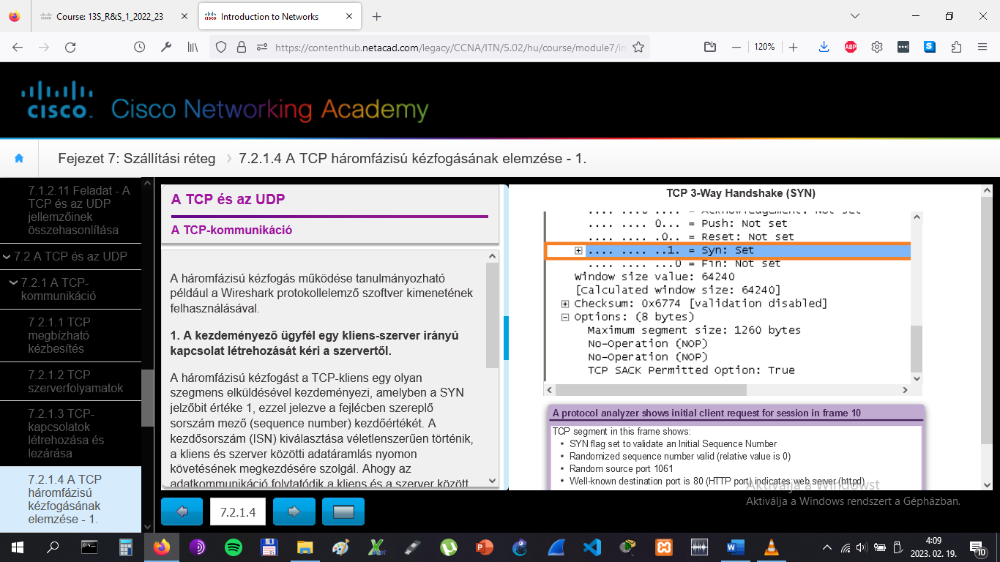 Course: 13S_R&S_1_2022_23
Introduction to Networks
https://contenthub.netacad.com/legacy/CCNA/ITN/5.02/hu/course/module7/in
120%
ABP
CISCO
Cisco Networking Academy
Fejezet 7: Szállítási réteg
7.2.1.4 A TCP háromfázisú kézfogásának elemzése - 1.
7.1.2.11 Feladat - A
TCP és az UDP
jellemzőinek
összehasonlítása
7.2 A TCP és az UDP
7.2.1 A TCP-
kommunikáció
7.2.1.1 TCP
megbízható
kézbesítés
7.2.1.2 TCP
szerverfolyamatok
7.2.1.3 TCP-
kapcsolatok
létrehozása és
lezárása
7.2.1.4 A TCP
háromfázisú
kézfogásának
elemzése - 1.
A TCP és az UDP
A TCP-kommunikáció
A háromfázisú kézfogás működése tanulmányozható
például a Wireshark protokollelemző szoftver kimenetének
felhasználásával.
1. A kezdeményező ügyfél egy kliens-szerver irányú
kapcsolat létrehozását kéri a szervertől.
A háromfázisú kézfogást a TCP-kliens egy olyan
szegmens elküldésével kezdeményezi, amelyben a SYN
jelzőbit értéke 1, ezzel jelezve a fejlécben szereplő
sorszám mező (sequence number) kezdőértékét. A
kezdősorszám (ISN) kiválasztása véletlenszerűen történik,
a kliens és szerver közötti adatáramlás nyomon
követésének megkezdésére szolgál. Ahogy az
adatkommunikáció folytatódik a kliens és a szerver között
7.2.1.4
TCP 3-Way Handshake (SYN)
.... ...0 .... = Acknowledgement: Not set
.... .... 0... = Push: Not set
.... .... .0.. = Reset: Not set
.... .... ..1. = Syn: Set
.... .... ...0 = Fin: Not set
Window size value: 64240
[Calculated window size: 64240]
Checksum: 0x6774 [validation disabled]
Options: (8 bytes)
Maximum segment size: 1260 bytes
No-Operation (NOP)
No-Operation (NOP)
TCP SACK Permitted Option: True
A protocol analyzer shows initial client request for session in frame 10
TCP segment in this frame shows:
• SYN flag set to validate an Initial Sequence Number
• Randomized sequence number valid (relative value is 0)
• Random source port 1061
• Well-known destination port is 80 (HTTP port) indicates web server (httpd)
Aktiválja a Windowst
Aktiválja a Windows rendszert a Gépházban.
4:09
2023. 02. 19.
10